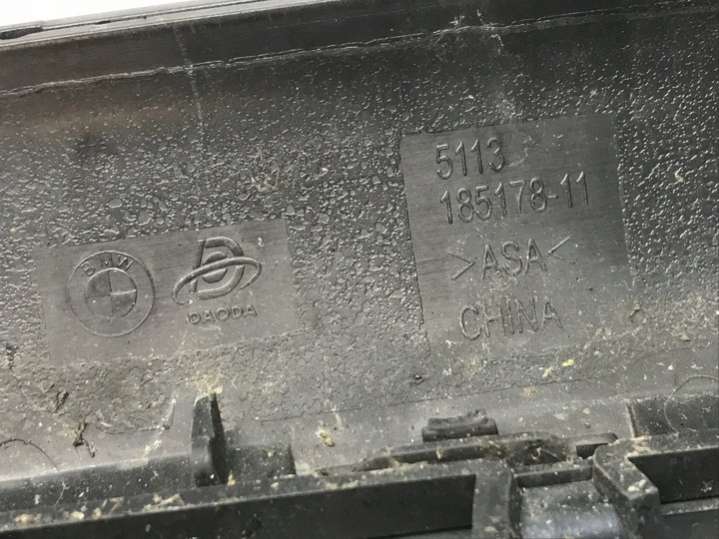 BMW
DAODA
5113
185178-11
>ASA<
CHINA